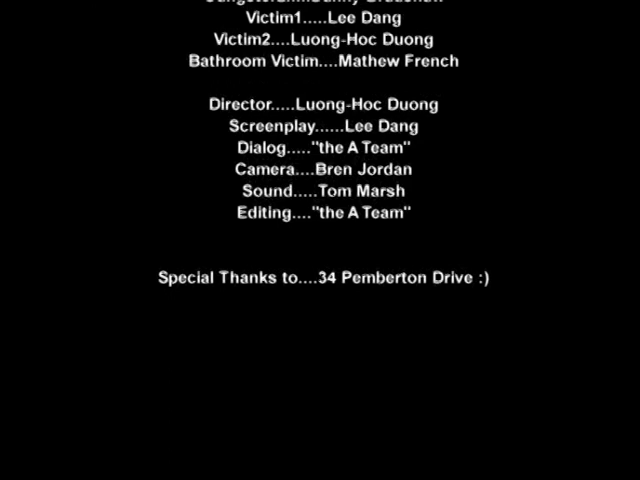 Victim1.....Lee Dang
Victim2....Luong-Hoc Duong
Bathroom Victim....Mathew French
Director.....Luong-Hoc Duong
Screenplay......Lee Dang
Dialog....."the A Team"
Camera....Bren Jordan
Sound.....Tom Marsh
Editing...."the A Team"
Special Thanks to....34 Pemberton Drive :)